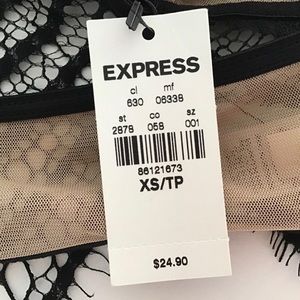 EXPRESS
cl mf
630 06338
st co sz
2878 058 001
86121673
XS/TP
$24.90